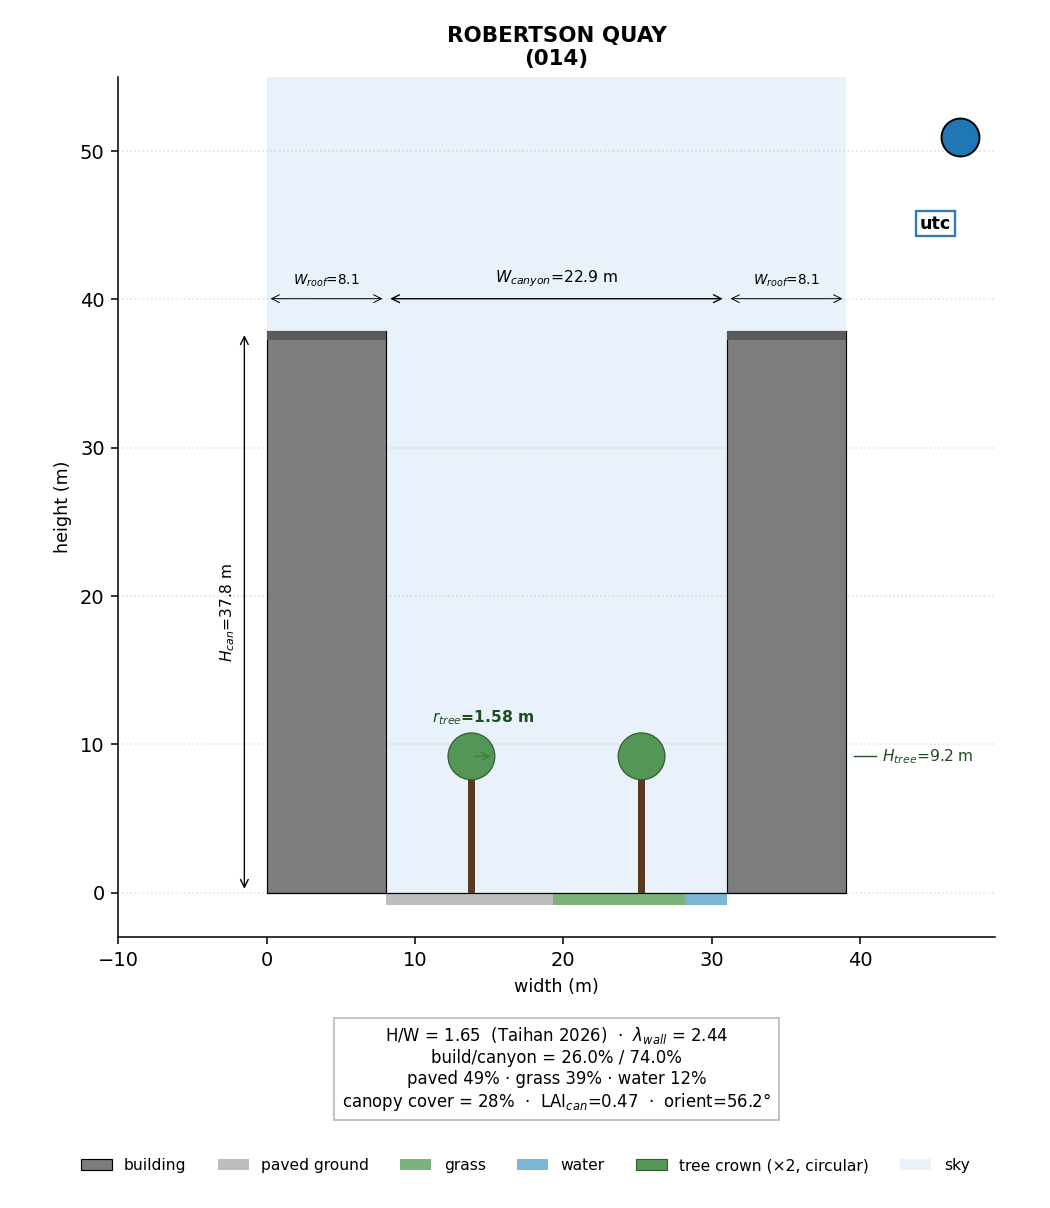 ROBERTSON QUAY
(014)
50
utc
W_roof=8.1
W_canyon=22.9 m
W_roof=8.1
40
30
height (m)
H_can=37.8 m
20
r_tree=1.58 m
10
H_tree=9.2 m
0
−10 0 10 20 30 40
width (m)
H/W = 1.65 (Taihan 2026) · λ_wall = 2.44
build/canyon = 26.0% / 74.0%
paved 49% · grass 39% · water 12%
canopy cover = 28% · LAI_can=0.47 · orient=56.2°
building paved ground grass water tree crown (×2, circular) sky